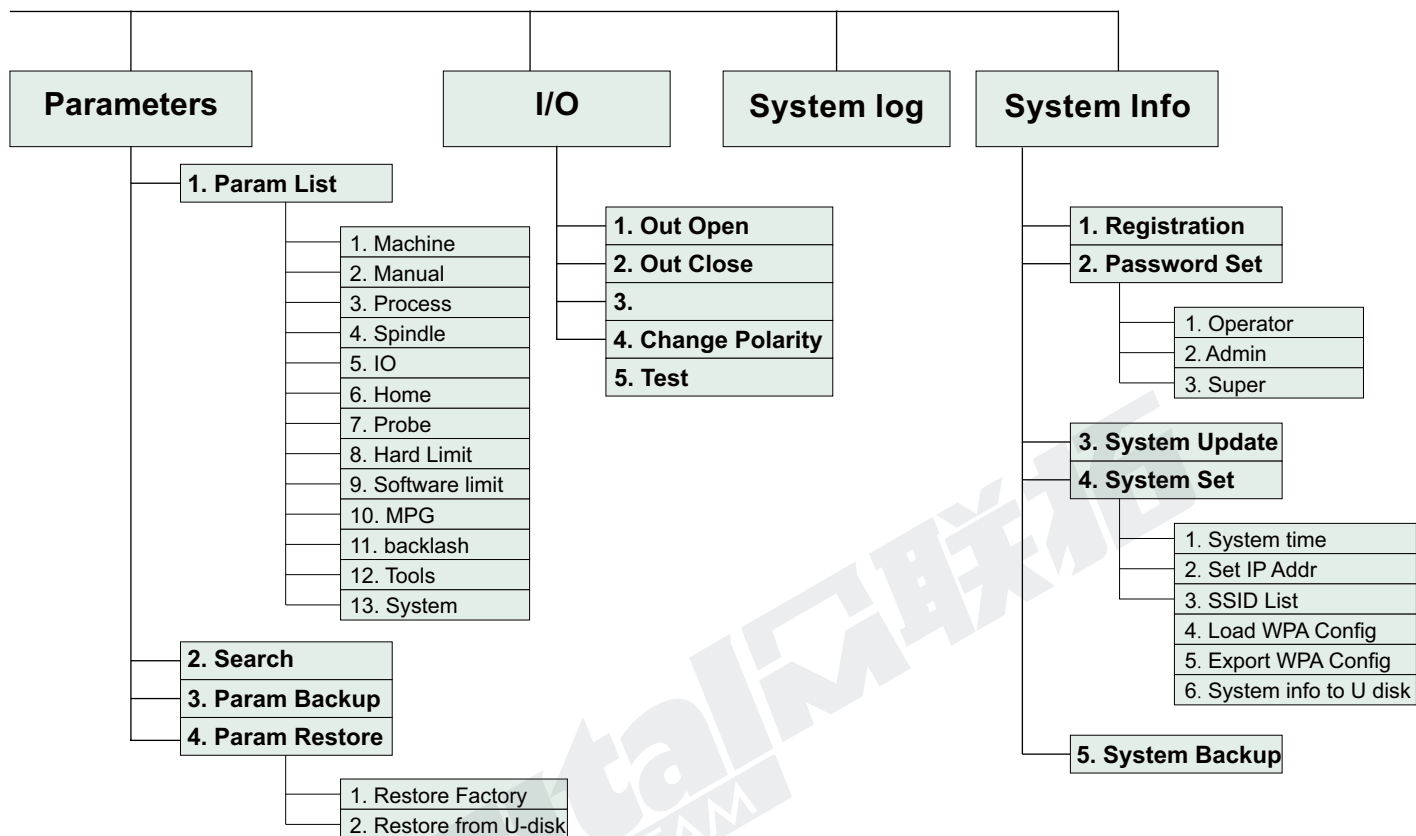 Parameters
I/O
System log
System Info
1. Param List
1. Machine
2. Manual
3. Process
4. Spindle
5. IO
6. Home
7. Probe
8. Hard Limit
9. Software limit
10. MPG
11. backlash
12. Tools
13. System
2. Search
3. Param Backup
4. Param Restore
1. Restore Factory
2. Restore from U-disk
1. Out Open
2. Out Close
3.
4. Change Polarity
5. Test
1. Registration
2. Password Set
1. Operator
2. Admin
3. Super
3. System Update
4. System Set
1. System time
2. Set IP Addr
3. SSID List
4. Load WPA Config
5. Export WPA Config
6. System info to U disk
5. System Backup
联拓